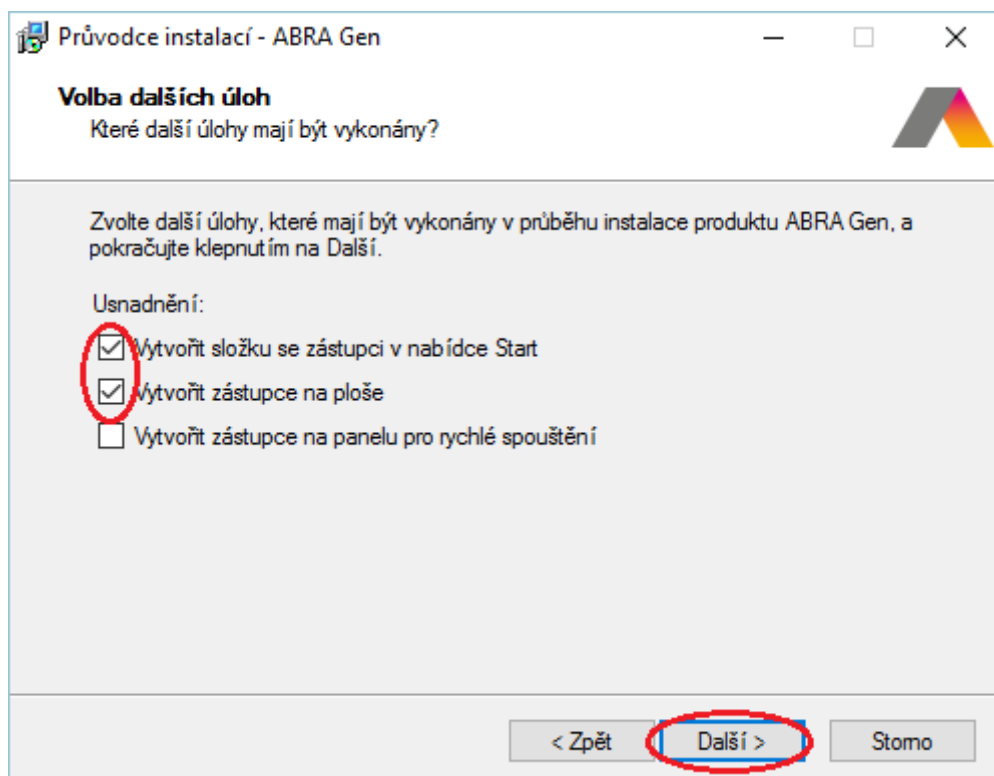 Průvodce instalací - ABRA Gen
Volba dalších úloh
Které další úlohy mají být vykonány?
Zvolte další úlohy, které mají být vykonány v průběhu instalace produktu ABRA Gen, a
pokračujte klepnutím na Další.
Usnadnění:
Vytvořit složku se zástupci v nabídce Start
Vytvořit zástupce na ploše
Vytvořit zástupce na panelu pro rychlé spouštění
< Zpět Další > Storno